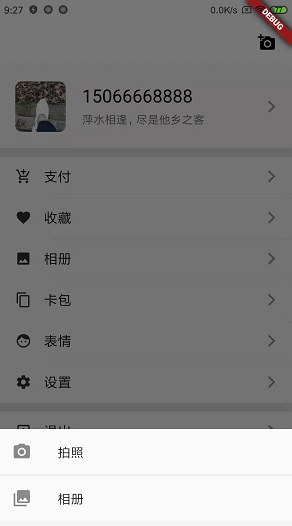 9:27
0.0K/s
DEBUG
15066668888
萍水相逢，尽是他乡之客
支付
收藏
相册
卡包
表情
设置
退出
拍照
相册